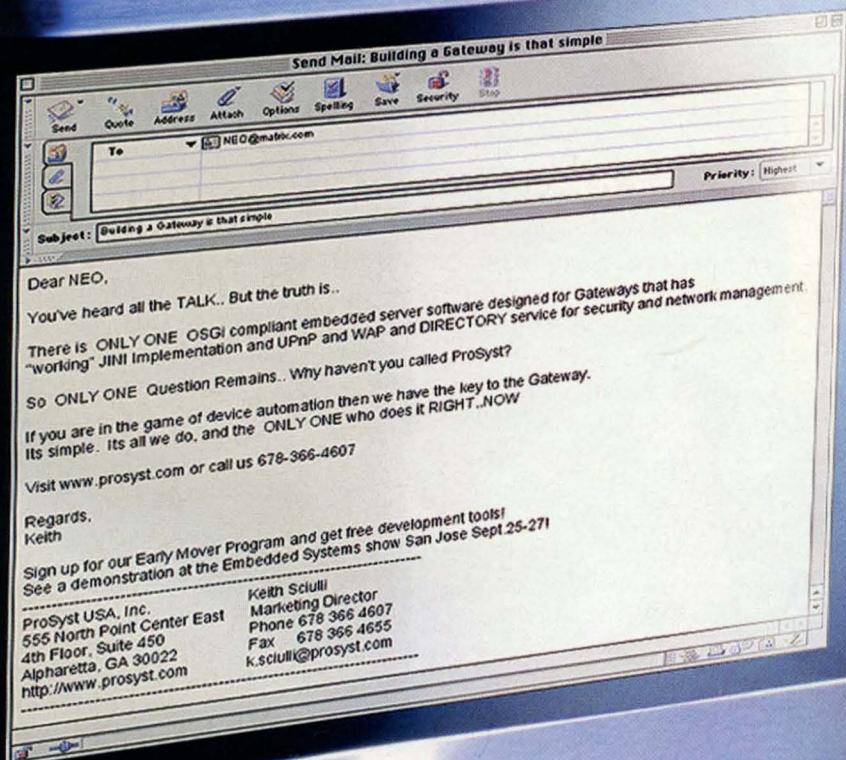 Send Mail: Building a Gateway is that simple
Send Quote Address Attach Options Spelling Save Security Stop
To NEO@matrix.com
Priority: Highest
Subject: Building a Gateway is that simple
Dear NEO,
You've heard all the TALK.. But the truth is..
There is ONLY ONE OSGi compliant embedded server software designed for Gateways that has
"working" JINI Implementation and UPnP and WAP and DIRECTORY service for security and network management.
So ONLY ONE Question Remains.. Why haven't you called ProSyst?
If you are in the game of device automation then we have the key to the Gateway.
Its simple. Its all we do, and the ONLY ONE who does it RIGHT..NOW
Visit www.prosyst.com or call us 678-366-4607
Regards,
Keith
Sign up for our Early Mover Program and get free development tools!
See a demonstration at the Embedded Systems show San Jose Sept.25-27!
ProSyst USA, Inc.
555 North Point Center East
4th Floor, Suite 450
Alpharetta, GA 30022
http://www.prosyst.com
Keith Sciulli
Marketing Director
Phone 678 366 4607
Fax 678 366 4655
k.sciulli@prosyst.com